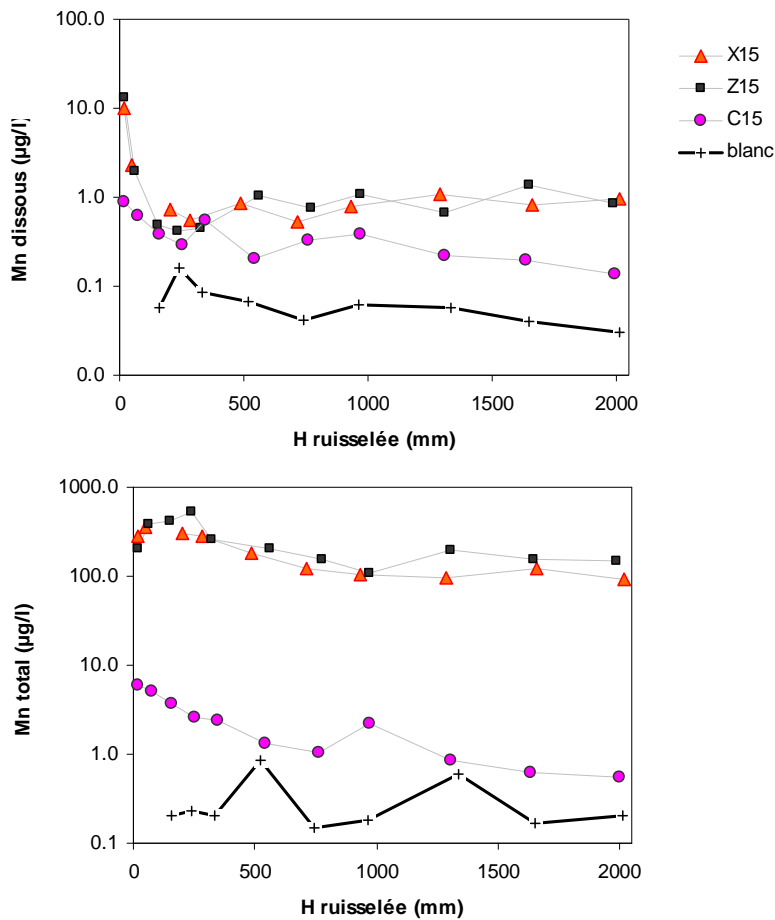 100.0
10.0
1.0
0.1
0.0
Mn dissous (µg/l)
0 500 1000 1500 2000
H ruisselée (mm)
X15
Z15
C15
blanc
1000.0
100.0
10.0
1.0
0.1
Mn total (µg/l)
0 500 1000 1500 2000
H ruisselée (mm)